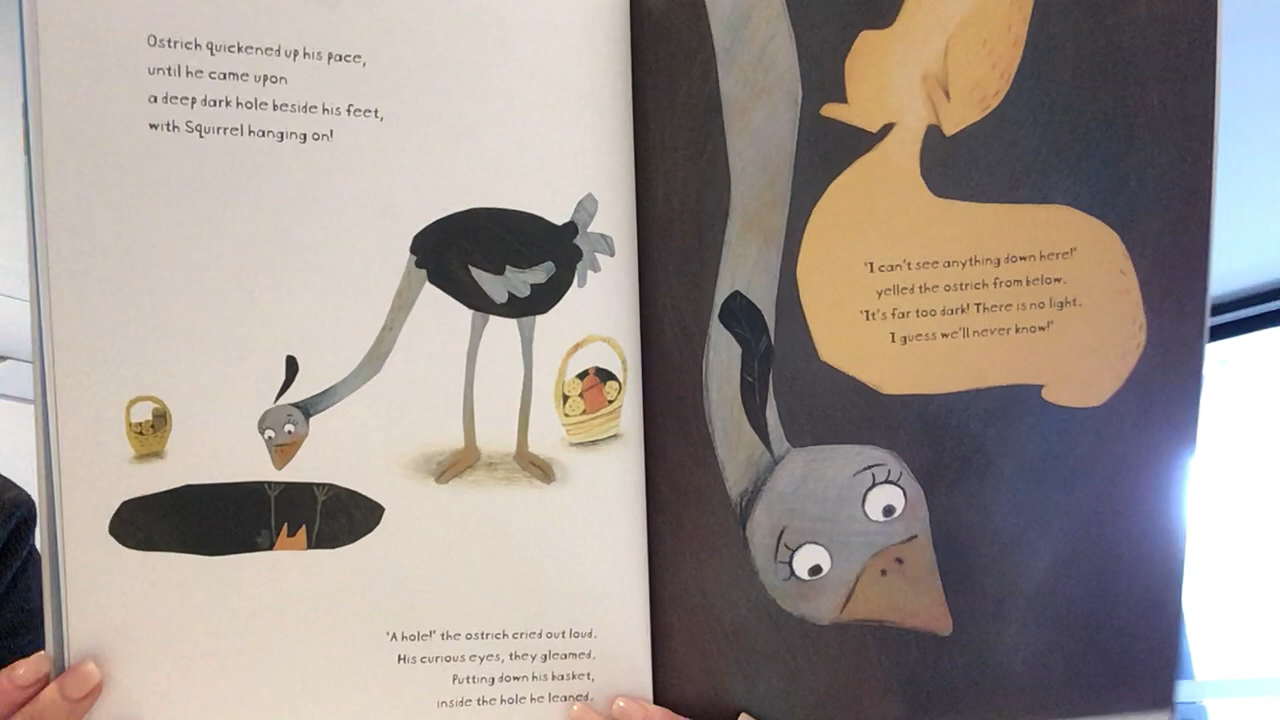 Ostrich quickened up his pace,
until he came upon
a deep dark hole beside his feet,
with Squirrel hanging on!
'A hole!' the ostrich cried out loud.
His curious eyes, they gleamed.
Putting down his basket,
inside the hole he leaned.
'I can't see anything down here!'
yelled the ostrich from below.
'It's far too dark! There is no light.
I guess we'll never know!'